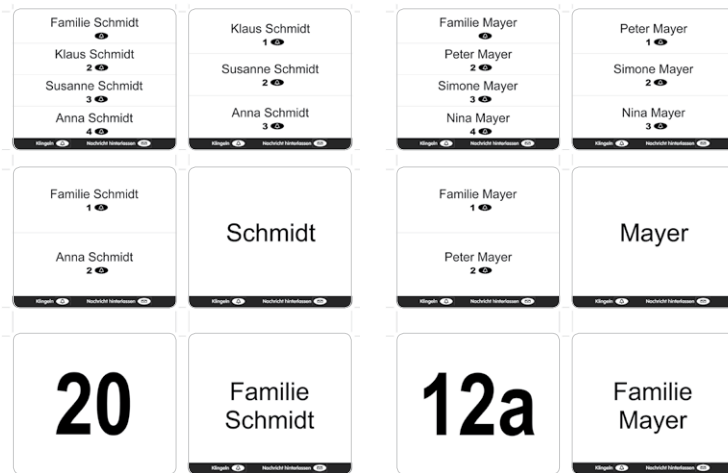 Familie Schmidt
Klaus Schmidt
2
Susanne Schmidt
3
Anna Schmidt
4
Klingeln Nachricht hinterlassen
Klaus Schmidt
1
Susanne Schmidt
2
Anna Schmidt
3
Klingeln Nachricht hinterlassen
Familie Mayer
Peter Mayer
2
Simone Mayer
3
Nina Mayer
4
Klingeln Nachricht hinterlassen
Peter Mayer
1
Simone Mayer
2
Nina Mayer
3
Klingeln Nachricht hinterlassen
Familie Schmidt
1
Anna Schmidt
2
Klingeln Nachricht hinterlassen
Schmidt
Klingeln Nachricht hinterlassen
Familie Mayer
1
Peter Mayer
2
Klingeln Nachricht hinterlassen
Mayer
Klingeln Nachricht hinterlassen
20
Familie
Schmidt
Klingeln Nachricht hinterlassen
12a
Familie
Mayer
Klingeln Nachricht hinterlassen